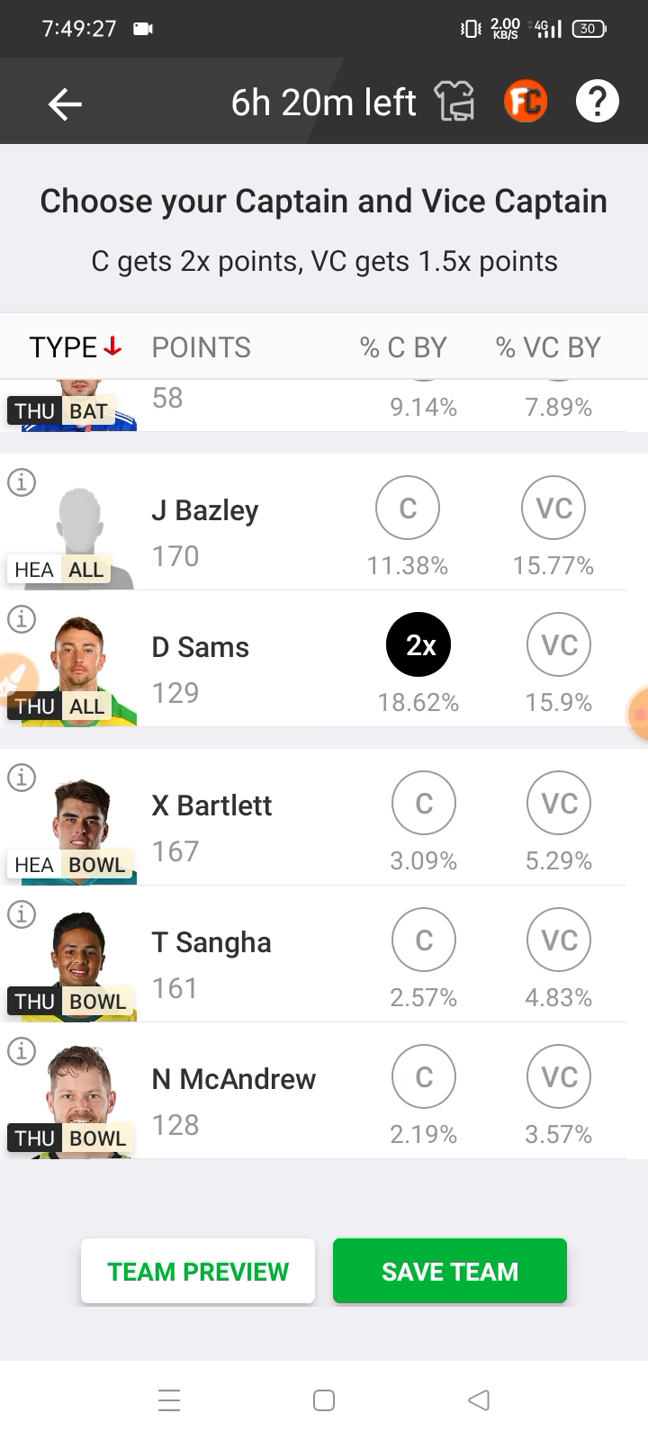 7:49:27
2.00 KB/S 4G 30
6h 20m left FC ?
Choose your Captain and Vice Captain
C gets 2x points, VC gets 1.5x points
TYPE POINTS % C BY % VC BY
THU BAT 58 9.14% 7.89%
J Bazley C VC
HEA ALL 170 11.38% 15.77%
D Sams 2x VC
THU ALL 129 18.62% 15.9%
X Bartlett C VC
HEA BOWL 167 3.09% 5.29%
T Sangha C VC
THU BOWL 161 2.57% 4.83%
N McAndrew C VC
THU BOWL 128 2.19% 3.57%
TEAM PREVIEW SAVE TEAM